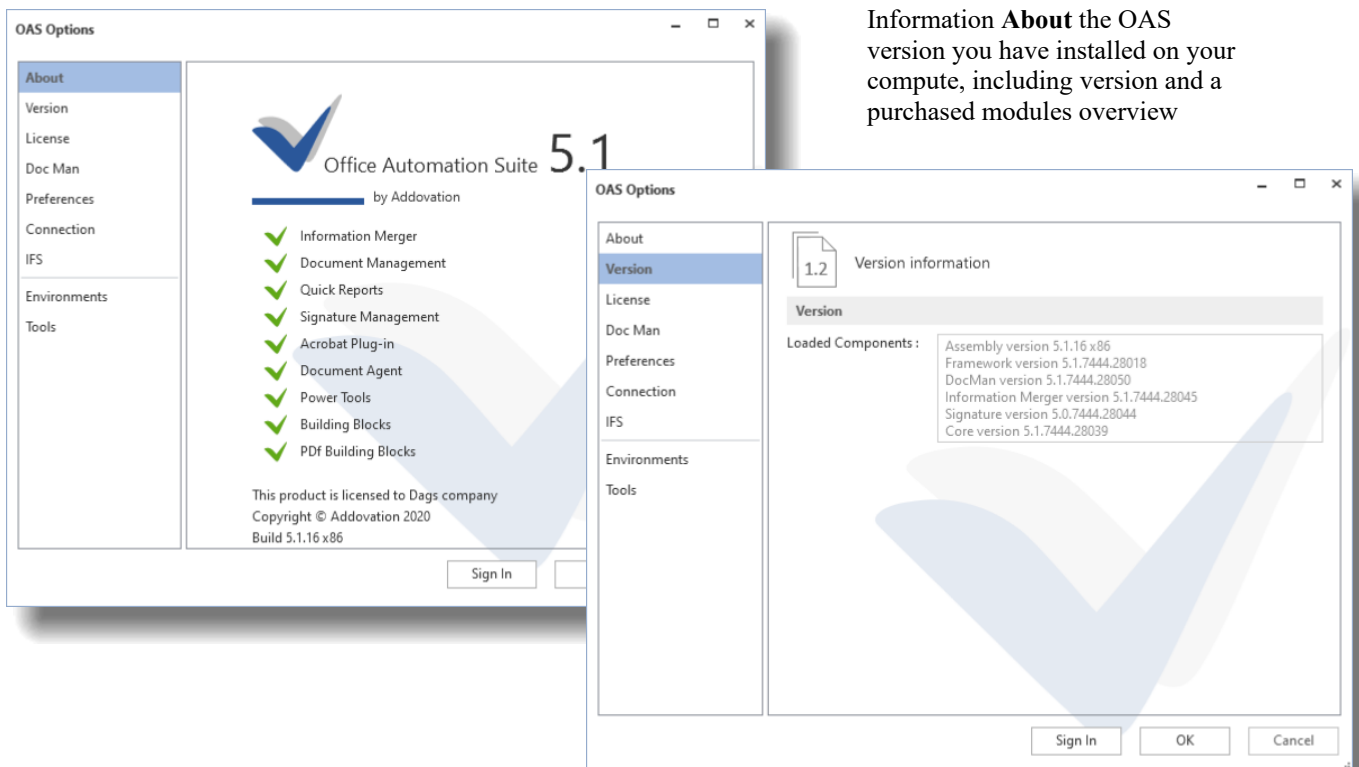 OAS Options
About
Version
License
Doc Man
Preferences
Connection
IFS
Environments
Tools
Office Automation Suite 5.1
by Addovation
Information Merger
Document Management
Quick Reports
Signature Management
Acrobat Plug-in
Document Agent
Power Tools
Building Blocks
PDf Building Blocks
This product is licensed to Dags company
Copyright © Addovation 2020
Build 5.1.16 x86
Sign In
Information About the OAS
version you have installed on your
compute, including version and a
purchased modules overview
OAS Options
About
Version
License
Doc Man
Preferences
Connection
IFS
Environments
Tools
1.2 Version information
Version
Loaded Components :
Assembly version 5.1.16 x86
Framework version 5.1.7444.28018
DocMan version 5.1.7444.28050
Information Merger version 5.1.7444.28045
Signature version 5.0.7444.28044
Core version 5.1.7444.28039
Sign In OK Cancel